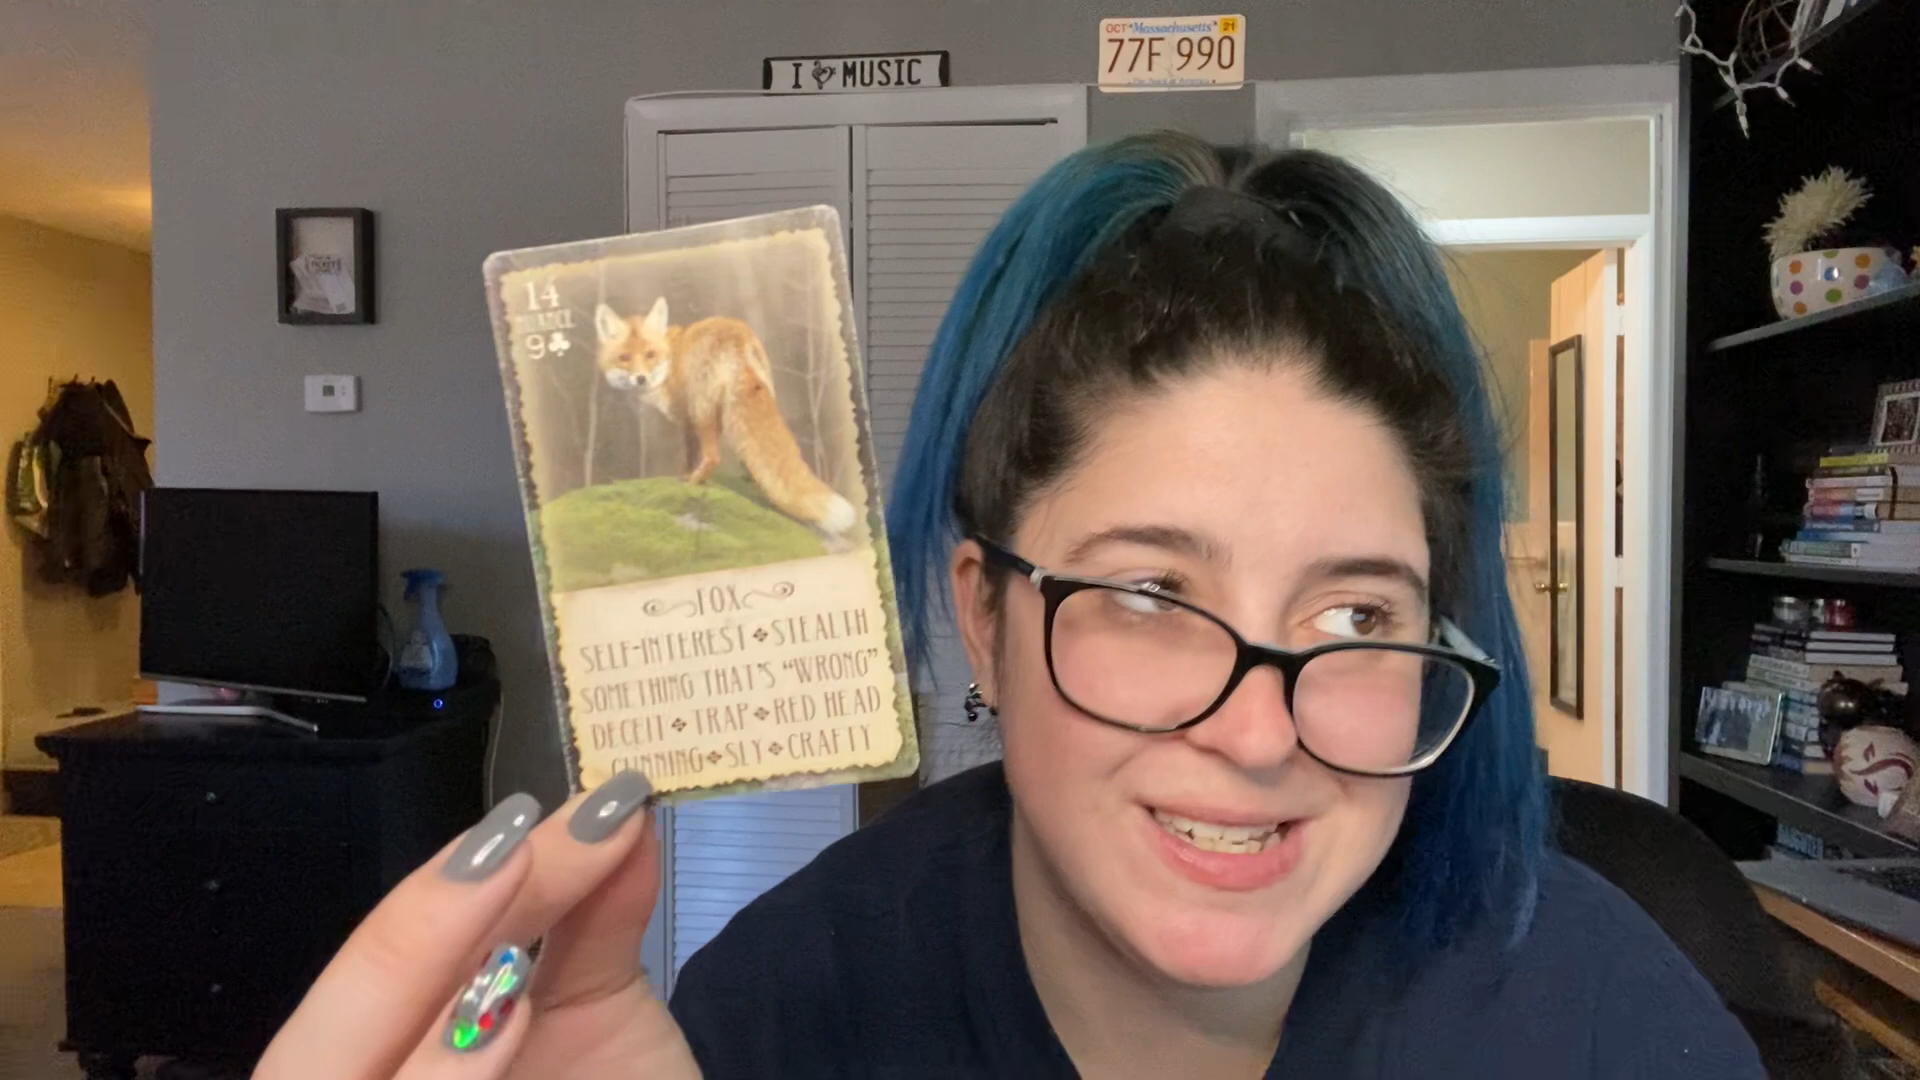 I MUSIC
OCT Massachusetts 21
77F 990
14
9♣
FOX
SELF-INTEREST❖STEALTH
SOMETHING THAT'S “WRONG”
DECEIT❖TRAP❖RED HEAD
CUNNING❖SLY❖CRAFTY